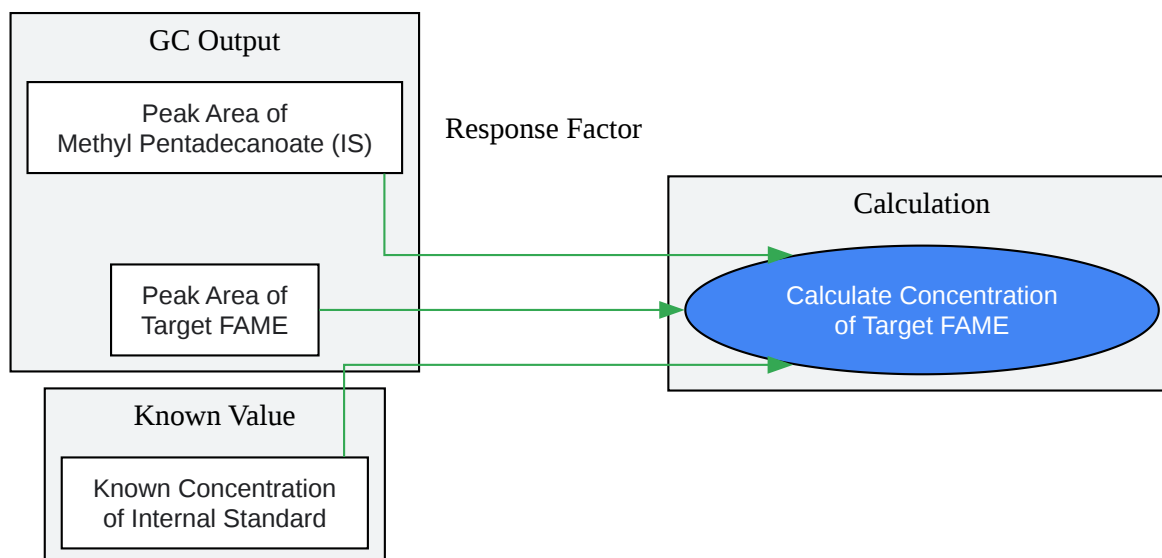 GC Output
Peak Area of
Methyl Pentadecanoate (IS)
Response Factor
Peak Area of
Target FAME
Calculation
Calculate Concentration
of Target FAME
Known Value
Known Concentration
of Internal Standard